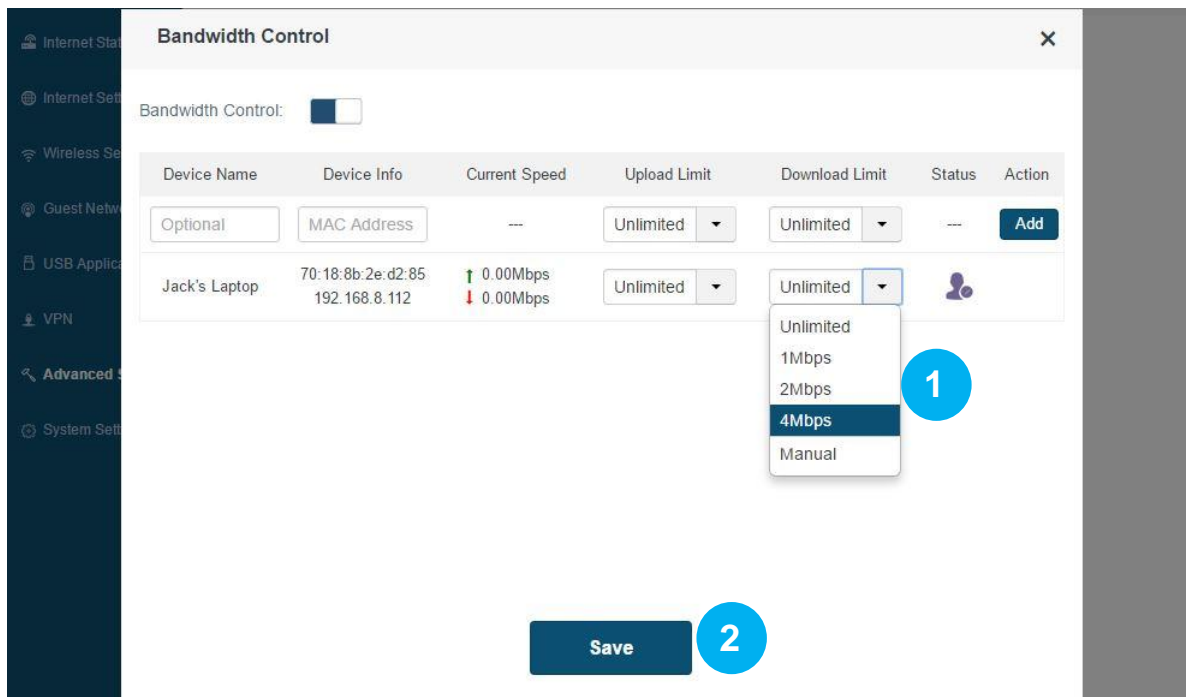 Bandwidth Control
×
Internet Stat
Internet Sett
Wireless Se
Guest Netw
USB Applica
VPN
Advanced S
System Sett
Bandwidth Control:
Device Name Device Info Current Speed Upload Limit Download Limit Status Action
Optional MAC Address --- Unlimited Unlimited --- Add
Jack's Laptop 70:18:8b:2e:d2:85 ↑ 0.00Mbps Unlimited Unlimited
192.168.8.112 ↓ 0.00Mbps
Unlimited
1Mbps
2Mbps
4Mbps
Manual
1
Save 2